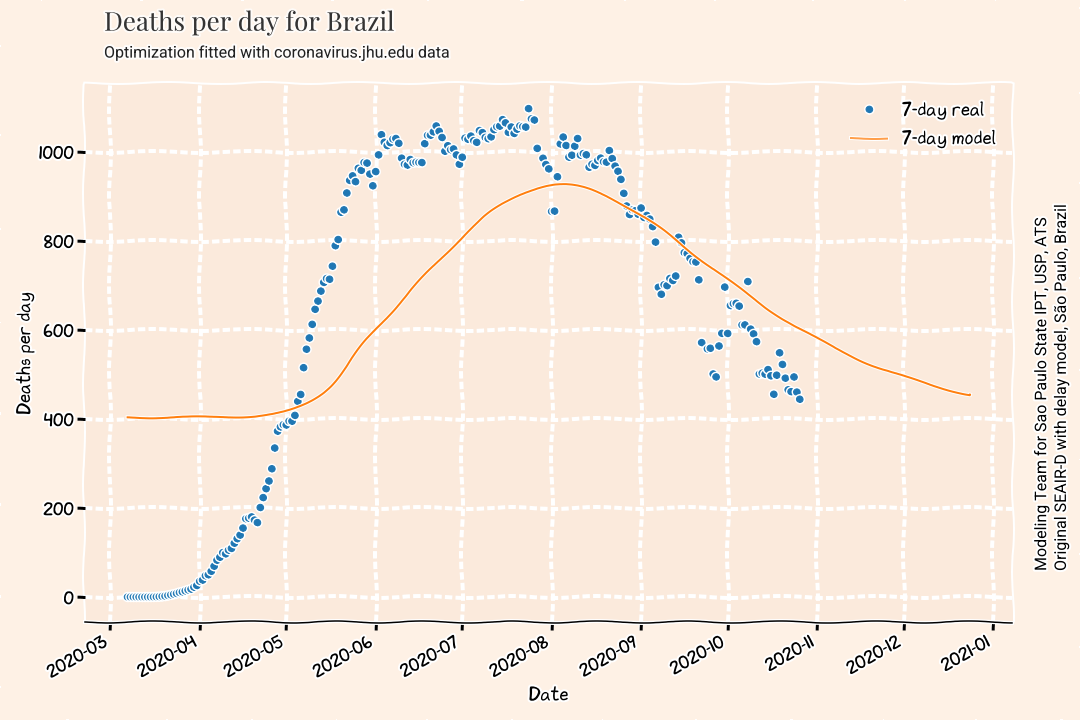 Deaths per day for Brazil
Optimization fitted with coronavirus.jhu.edu data
7-day real
7-day model
1000
800
600
400
200
0
Deaths per day
2020-03
2020-04
2020-05
2020-06
2020-07
2020-08
2020-09
2020-10
2020-11
2020-12
2021-01
Date
Modeling Team for Sao Paulo State IPT, USP, ATS
Original SEAIR-D with delay model, São Paulo, Brazil